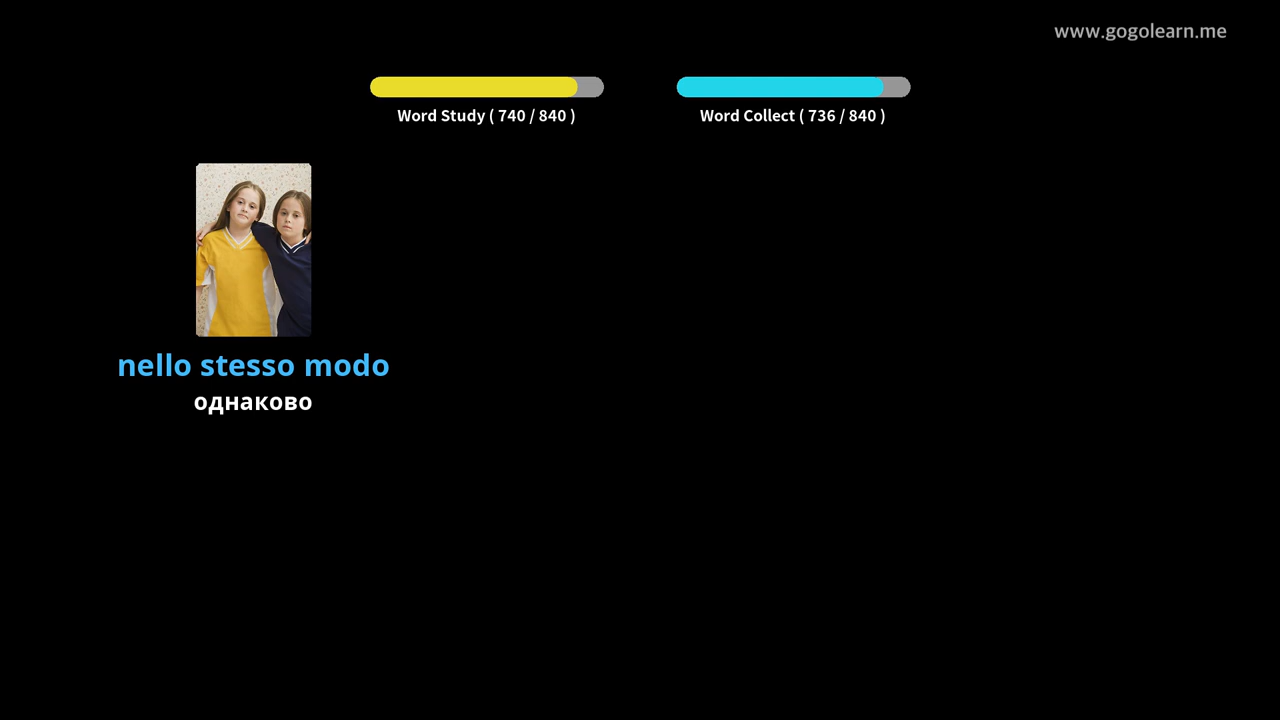 www.gogolearn.me
Word Study ( 740 / 840 )
Word Collect ( 736 / 840 )
nello stesso modo
однаково